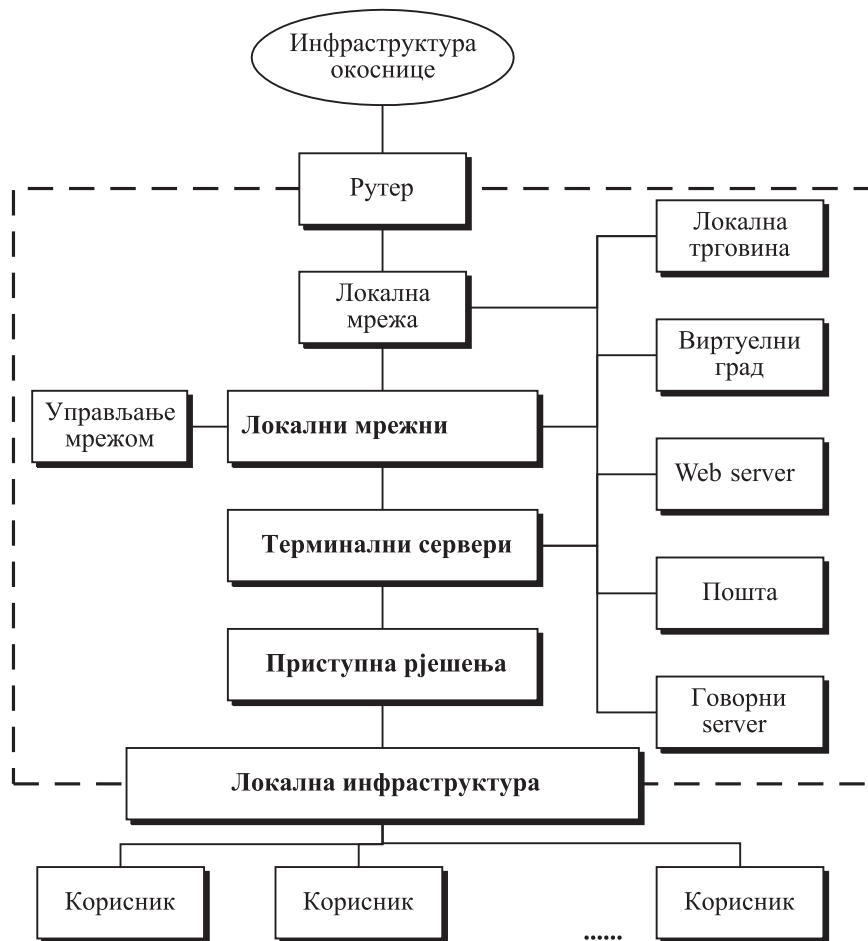 Инфраструктура
окоснице
Рутер
Локална
трговина
Локална
мрежа
Виртуелни
град
Управљање
мрежом
Локални мрежни
Web server
Терминални сервери
Пошта
Приступна рјешења
Говорни
server
Локална инфраструктура
Корисник
Корисник
......
Корисник